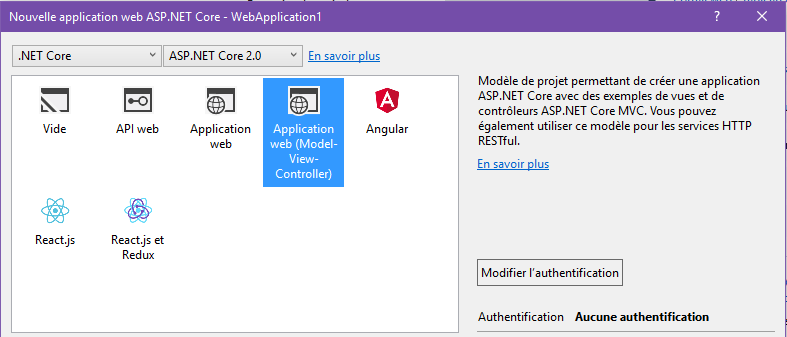 Nouvelle application web ASP.NET Core - WebApplication1
.NET Core
ASP.NET Core 2.0
En savoir plus
Vide
API web
Application
web
Application
web (Model-
View-
Controller)
Angular
React.js
React.js et
Redux
Modèle de projet permettant de créer une application
ASP.NET Core avec des exemples de vues et de
contrôleurs ASP.NET Core MVC. Vous pouvez
également utiliser ce modèle pour les services HTTP
RESTful.
En savoir plus
Modifier l'authentification
Authentification Aucune authentification